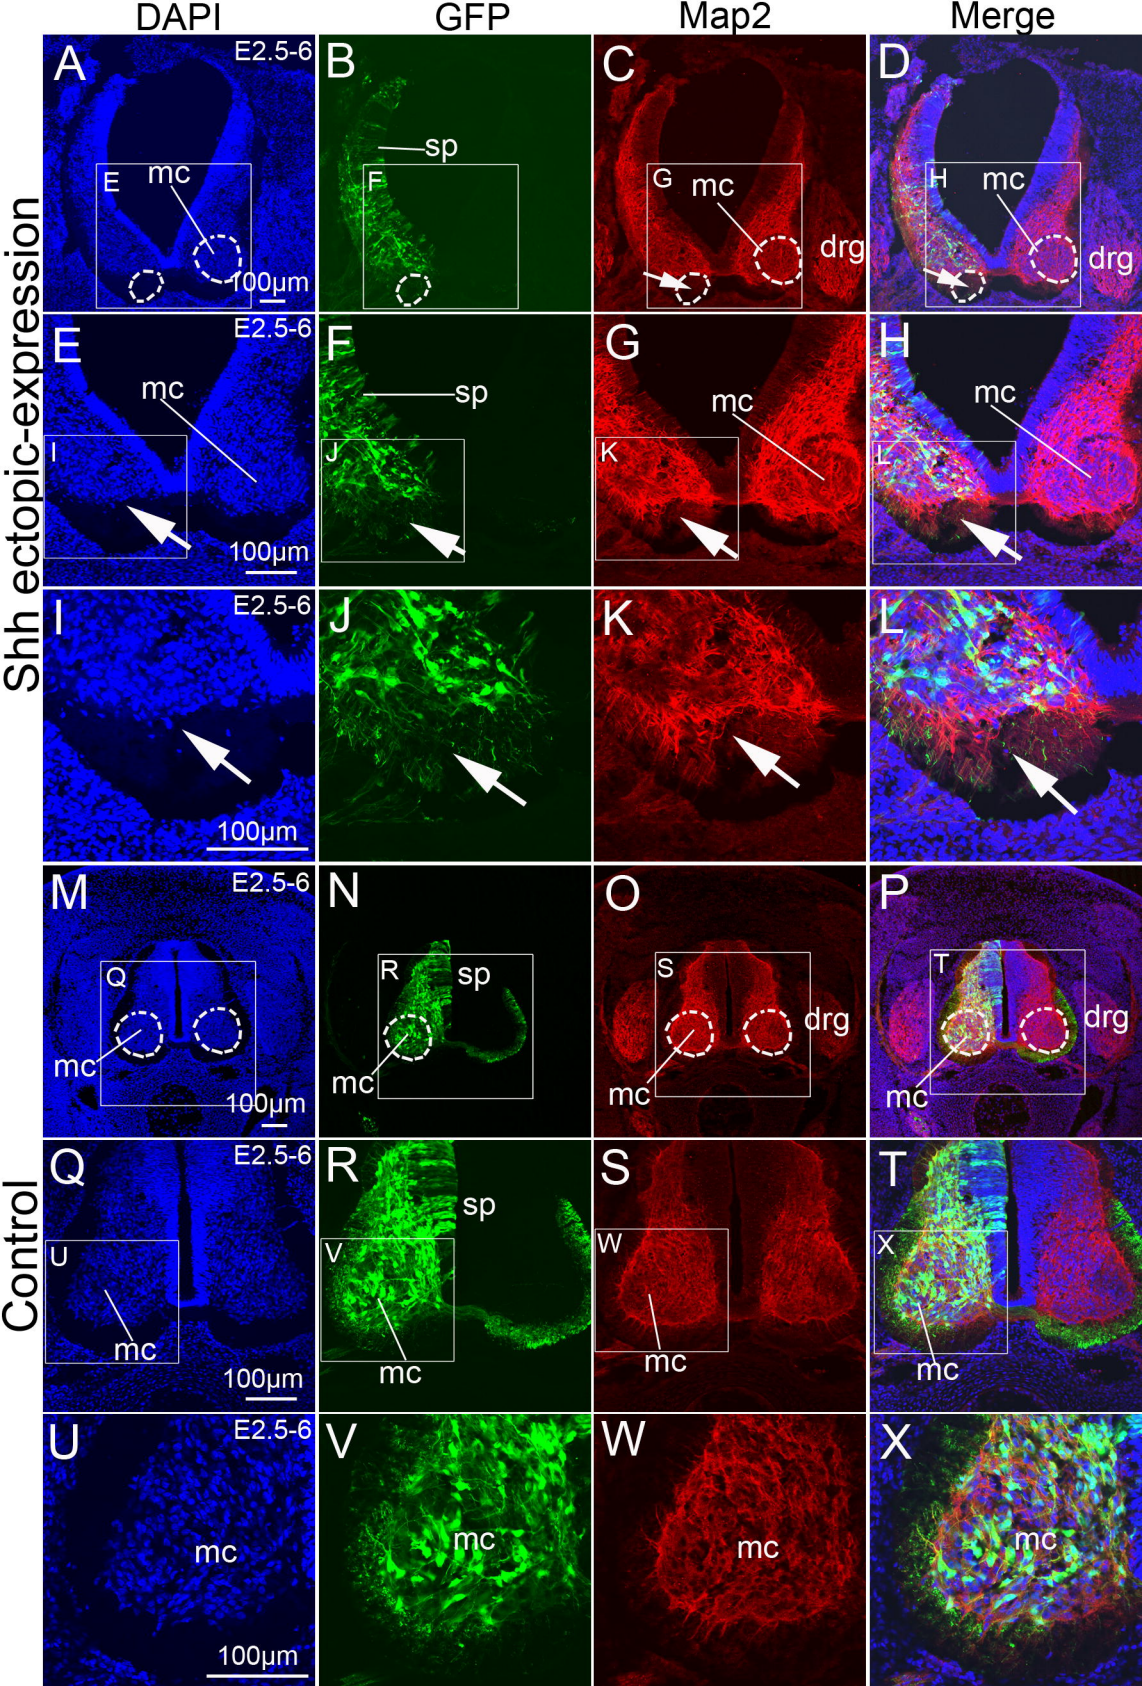 DAPI GFP Map2 Merge
Shh ectopic-expression
A E2.5-6 B C D
sp
E mc F G mc H mc
drg drg
100µm
E E2.5-6 F G H
mc sp mc mc
I J K L
100µm
I E2.5-6 J K L
100µm
Control
M E2.5-6 N O P
Q R sp S T
drg drg
mc mc mc mc
100µm
Q E2.5-6 R S T
sp
U V W X
mc mc mc mc
100µm
U E2.5-6 V W X
mc mc mc mc
100µm